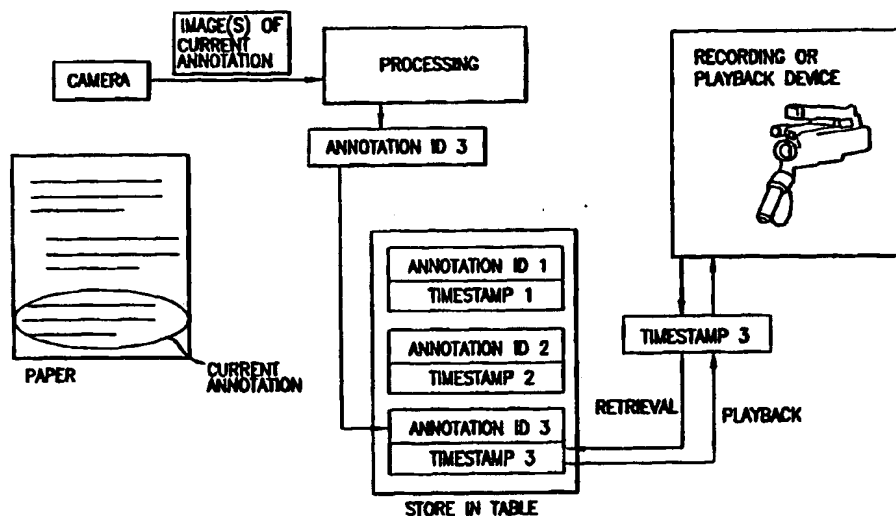 IMAGE(S) OF
CURRENT
ANNOTATION
CAMERA
PROCESSING
RECORDING OR
PLAYBACK DEVICE
ANNOTATION ID 3
ANNOTATION ID 1
TIMESTAMP 1
ANNOTATION ID 2
TIMESTAMP 2
ANNOTATION ID 3
TIMESTAMP 3
TIMESTAMP 3
RETRIEVAL
PLAYBACK
PAPER
CURRENT
ANNOTATION
STORE IN TABLE